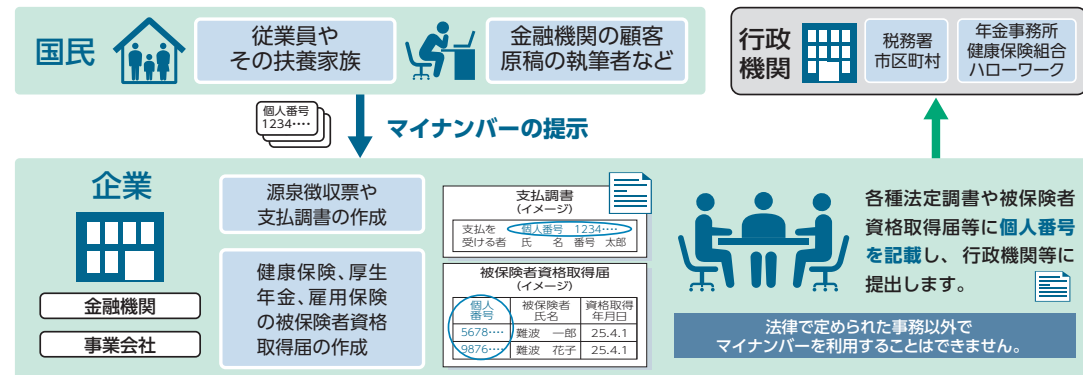 国民
従業員や
その扶養家族
金融機関の顧客
原稿の執筆者など
行政
機関
税務署
市区町村
年金事務所
健康保険組合
ハローワーク
個人番号
1234‥‥
マイナンバーの提示
企業
金融機関
事業会社
源泉徴収票や
支払調書の作成
健康保険、厚生
年金、雇用保険
の被保険者資格
取得届の作成
支払調書
(イメージ)
支払を
受ける者
個人番号 1234‥‥
氏 名 番号 太郎
被保険者資格取得届
(イメージ)
個人
番号
被保険者
氏名
資格取得
年月日
5678‥‥ 難波 一郎 25.4.1
9876‥‥ 難波 花子 25.4.1
各種法定調書や被保険者
資格取得届等に個人番号
を記載し、行政機関等に
提出します。
法律で定められた事務以外で
マイナンバーを利用することはできません。